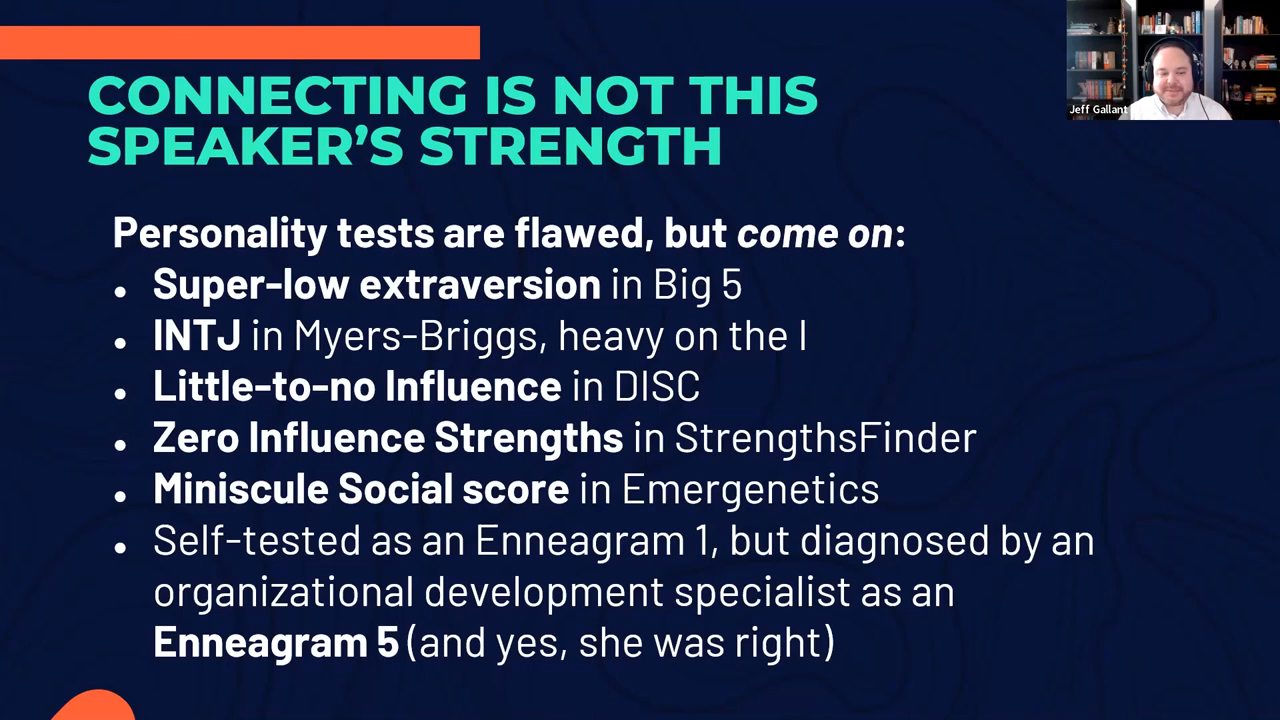 CONNECTING IS NOT THIS
SPEAKER’S STRENGTH
Jeff Gallant
Personality tests are flawed, but come on:
• Super-low extraversion in Big 5
• INTJ in Myers-Briggs, heavy on the I
• Little-to-no Influence in DISC
• Zero Influence Strengths in StrengthsFinder
• Miniscule Social score in Emergenetics
• Self-tested as an Enneagram 1, but diagnosed by an
organizational development specialist as an
Enneagram 5 (and yes, she was right)